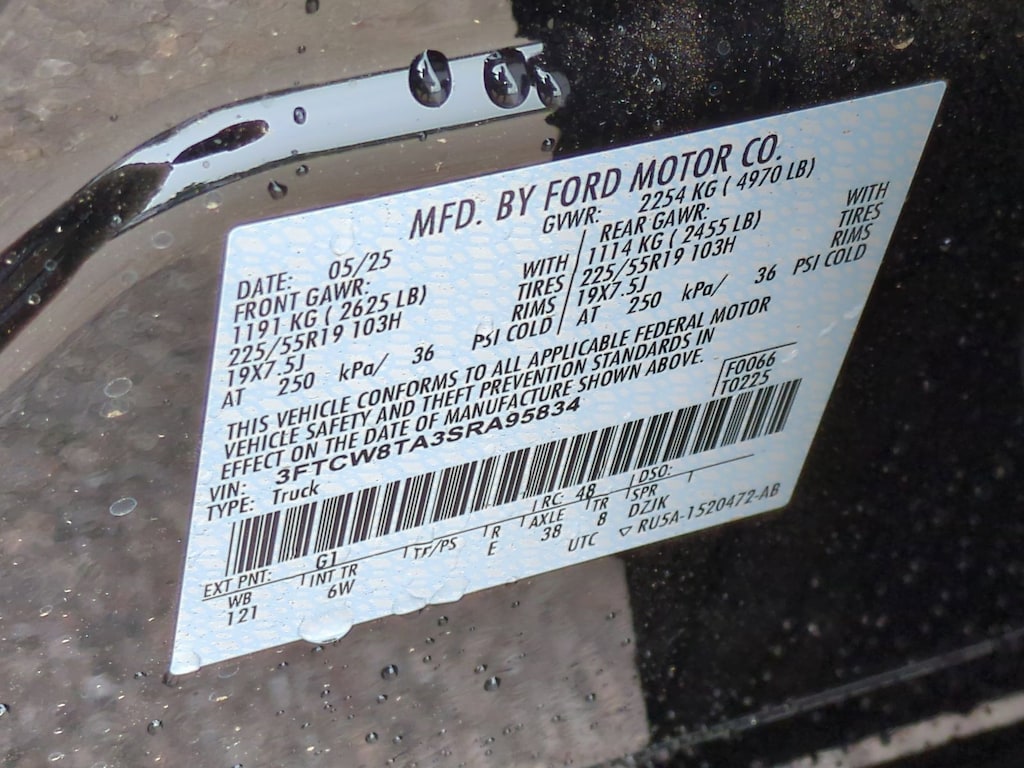 MFD. BY FORD MOTOR CO.
DATE: 05/25 GVWR: 2254 KG ( 4970 LB)
FRONT GAWR: REAR GAWR:
1191 KG ( 2625 LB) WITH 1114 KG ( 2455 LB) WITH
225/55R19 103H TIRES 225/55R19 103H TIRES
19X7.5J RIMS 19X7.5J RIMS
AT 250 kPa/ 36 PSI COLD AT 250 kPa/ 36 PSI COLD
THIS VEHICLE CONFORMS TO ALL APPLICABLE FEDERAL MOTOR
VEHICLE SAFETY AND THEFT PREVENTION STANDARDS IN
EFFECT ON THE DATE OF MANUFACTURE SHOWN ABOVE.
F0066
T0225
VIN: 3FTCW8TA3SRA95834
TYPE: Truck
EXT PNT: G1 RC: 48 DSO:
WB INT TR TP/PS R AXLE TR SPR
121 6W E 38 8 DZJK
UTC ▽ RU5A-1520472-AB